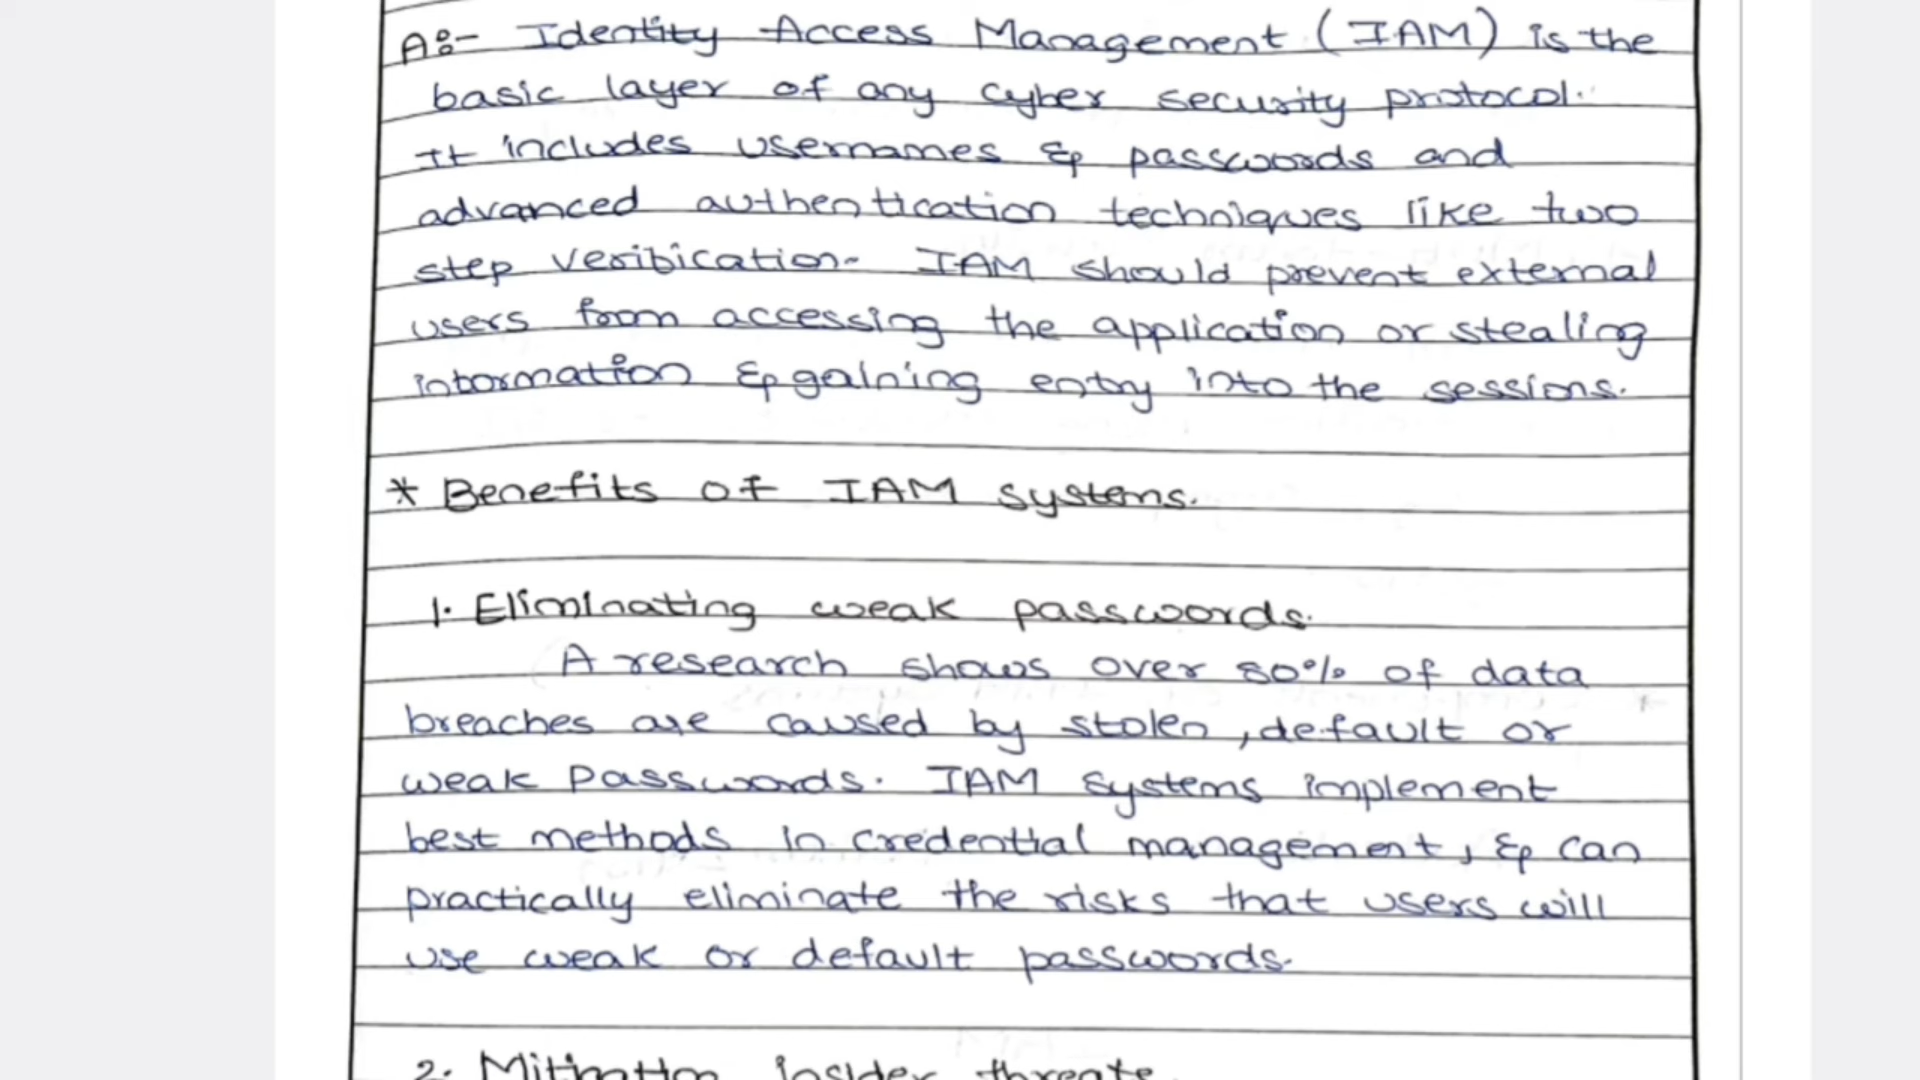 A:- Identity Access Management (IAM) is the
basic layer of any cyber security protocol.
It includes usernames & passwords and
advanced authentication techniques like two
step verification. IAM should prevent external
users from accessing the application or stealing
information & gaining entry into the sessions.
* Benefits of IAM systems.
1. Eliminating weak passwords.
A research shows over 80% of data
breaches are caused by stolen, default or
weak passwords. IAM systems implement
best methods in credential management, & can
practically eliminate the risks that users will
use weak or default passwords.
2. insider threats.